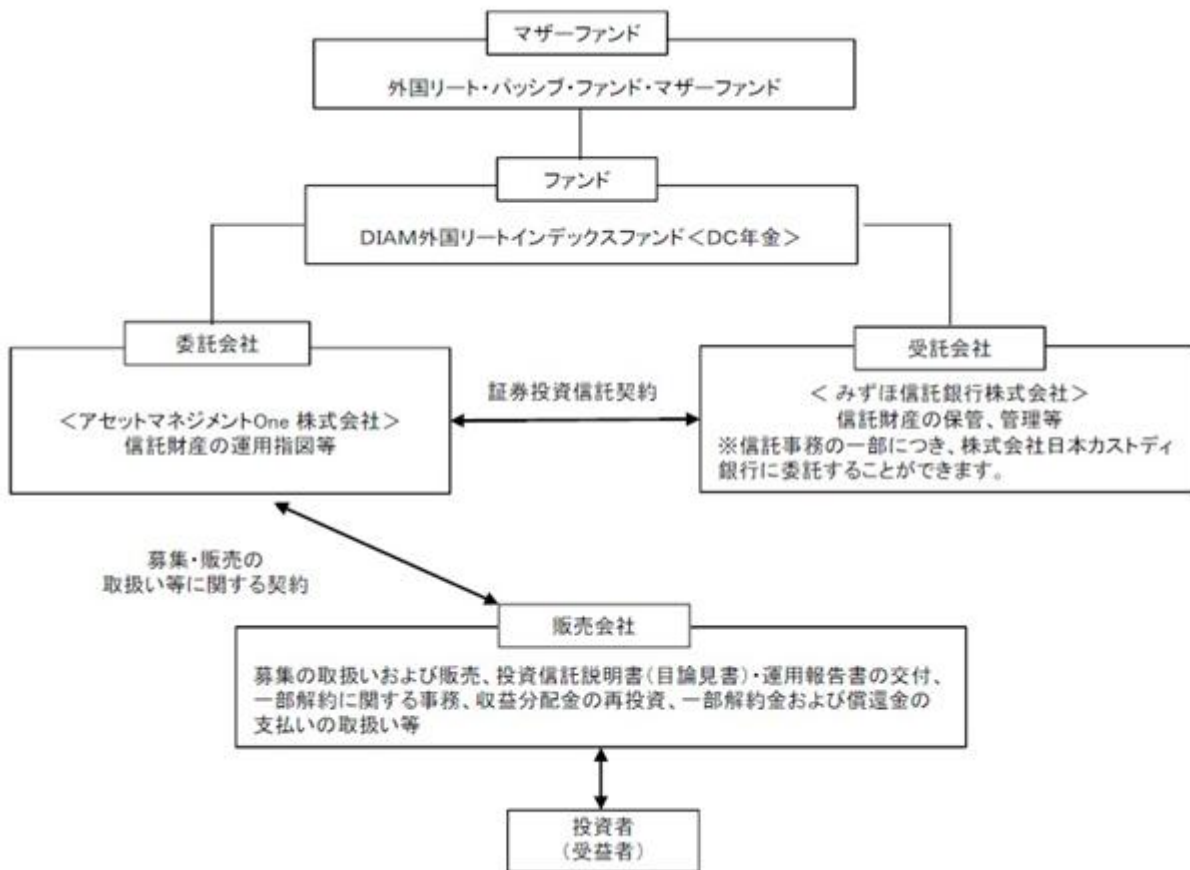 マザーファンド
外国リート・パッシブ・ファンド・マザーファンド
ファンド
DIAM外国リートインデックスファンド<DC年金>
委託会社
<アセットマネジメントOne 株式会社>
信託財産の運用指図等
証券投資信託契約
受託会社
< みずほ信託銀行株式会社>
信託財産の保管、管理等
※信託事務の一部につき、株式会社日本カストディ
銀行に委託することができます。
募集・販売の
取扱い等に関する契約
販売会社
募集の取扱いおよび販売、投資信託説明書(目論見書)・運用報告書の交付、
一部解約に関する事務、収益分配金の再投資、一部解約金および償還金の
支払いの取扱い等
投資者
(受益者)